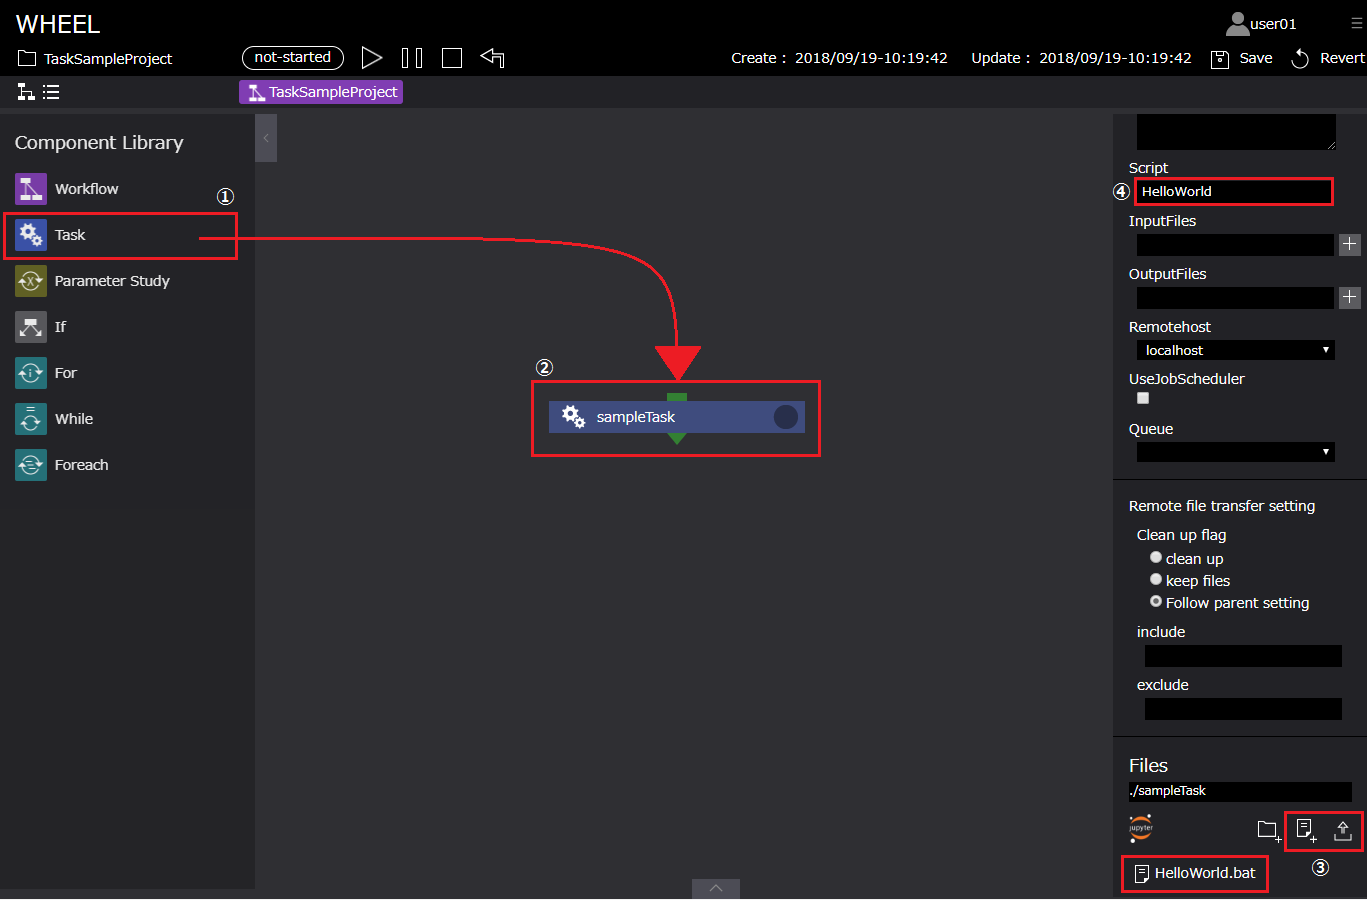 WHEEL
user01
TaskSampleProject
not-started
Create : 2018/09/19-10:19:42
Update : 2018/09/19-10:19:42
Save
Revert
TaskSampleProject
Component Library
Workflow
①
Task
Parameter Study
If
For
While
Foreach
②
sampleTask
Script
④
HelloWorld
InputFiles
OutputFiles
Remotehost
localhost
UseJobScheduler
Queue
Remote file transfer setting
Clean up flag
clean up
keep files
Follow parent setting
include
exclude
Files
./sampleTask
jupyter
③
HelloWorld.bat